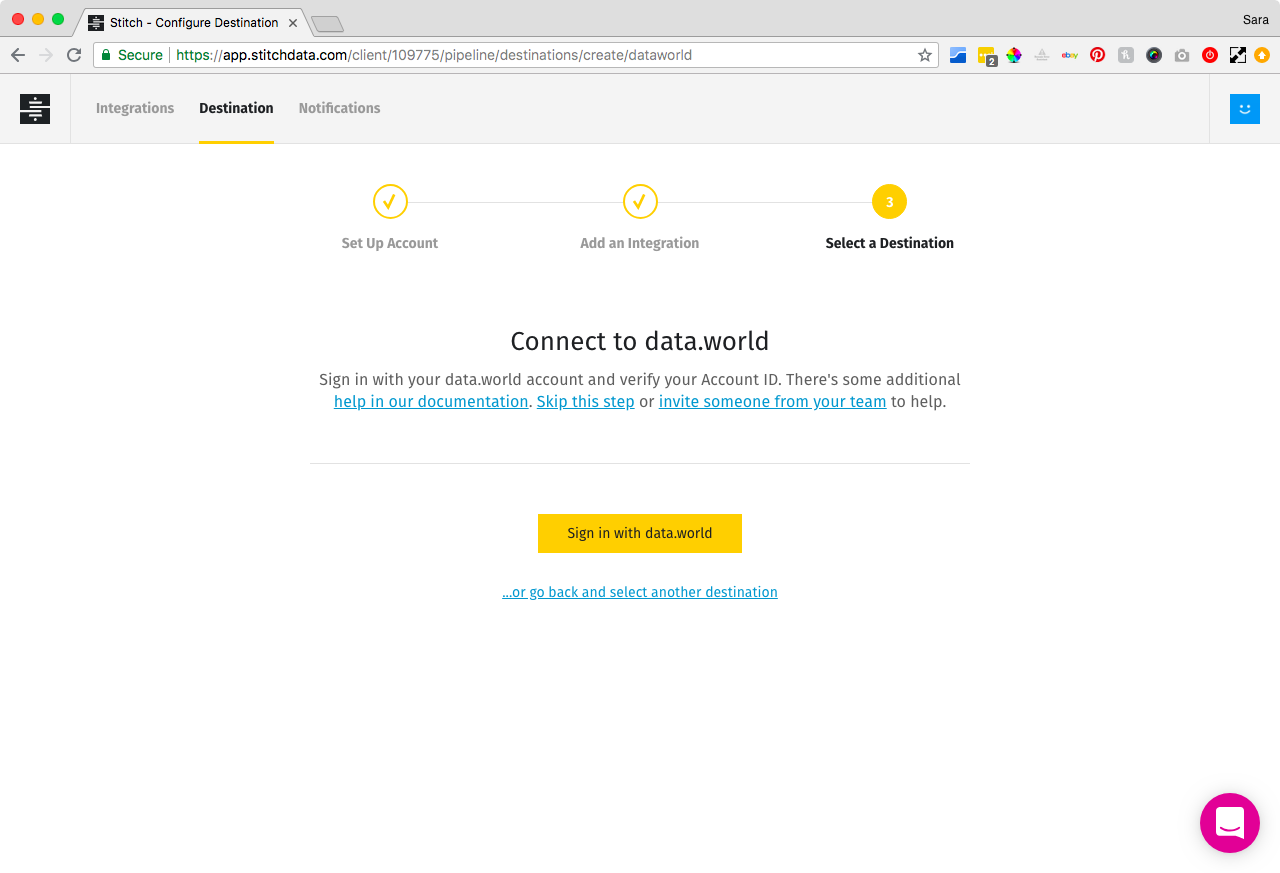 Stitch - Configure Destination
Sara
Secure https://app.stitchdata.com/client/109775/pipeline/destinations/create/dataworld
2
ebay
Integrations Destination Notifications
3
Set Up Account Add an Integration Select a Destination
Connect to data.world
Sign in with your data.world account and verify your Account ID. There's some additional
help in our documentation. Skip this step or invite someone from your team to help.
Sign in with data.world
...or go back and select another destination